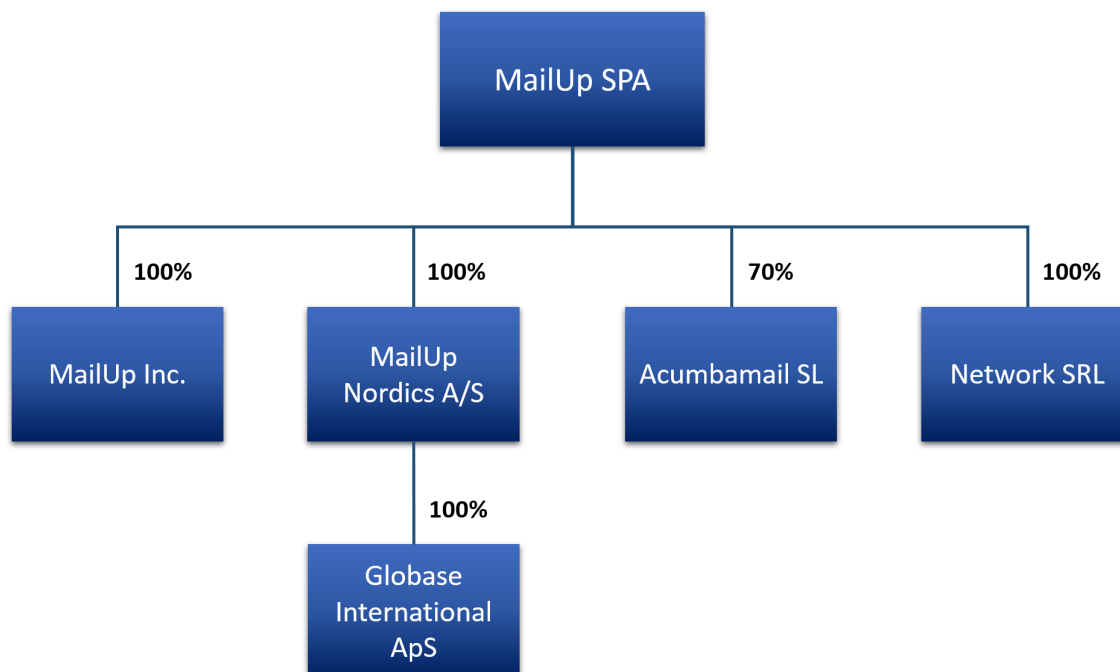 MailUp SPA
100%
100%
70%
100%
MailUp Inc.
MailUp
Nordics A/S
Acumbamail SL
Network SRL
100%
Globase
International
ApS